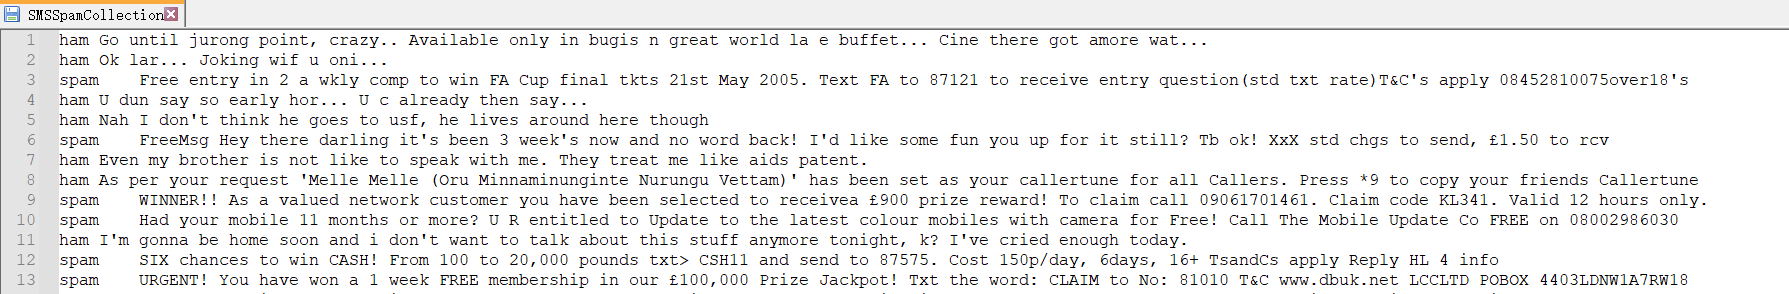 SMSSpamCollection
1 ham Go until jurong point, crazy.. Available only in bugis n great world la e buffet... Cine there got amore wat...
2 ham Ok lar... Joking wif u oni...
3 spam Free entry in 2 a wkly comp to win FA Cup final tkts 21st May 2005. Text FA to 87121 to receive entry question(std txt rate)T&C's apply 08452810075over18's
4 ham U dun say so early hor... U c already then say...
5 ham Nah I don't think he goes to usf, he lives around here though
6 spam FreeMsg Hey there darling it's been 3 week's now and no word back! I'd like some fun you up for it still? Tb ok! XxX std chgs to send, £1.50 to rcv
7 ham Even my brother is not like to speak with me. They treat me like aids patent.
8 ham As per your request 'Melle Melle (Oru Minnaminunginte Nurungu Vettam)' has been set as your callertune for all Callers. Press *9 to copy your friends Callertune
9 spam WINNER!! As a valued network customer you have been selected to receivea £900 prize reward! To claim call 09061701461. Claim code KL341. Valid 12 hours only.
10 spam Had your mobile 11 months or more? U R entitled to Update to the latest colour mobiles with camera for Free! Call The Mobile Update Co FREE on 08002986030
11 ham I'm gonna be home soon and i don't want to talk about this stuff anymore tonight, k? I've cried enough today.
12 spam SIX chances to win CASH! From 100 to 20,000 pounds txt> CSH11 and send to 87575. Cost 150p/day, 6days, 16+ TsandCs apply Reply HL 4 info
13 spam URGENT! You have won a 1 week FREE membership in our £100,000 Prize Jackpot! Txt the word: CLAIM to No: 81010 T&C www.dbuk.net LCCLTD POBOX 4403LDNW1A7RW18